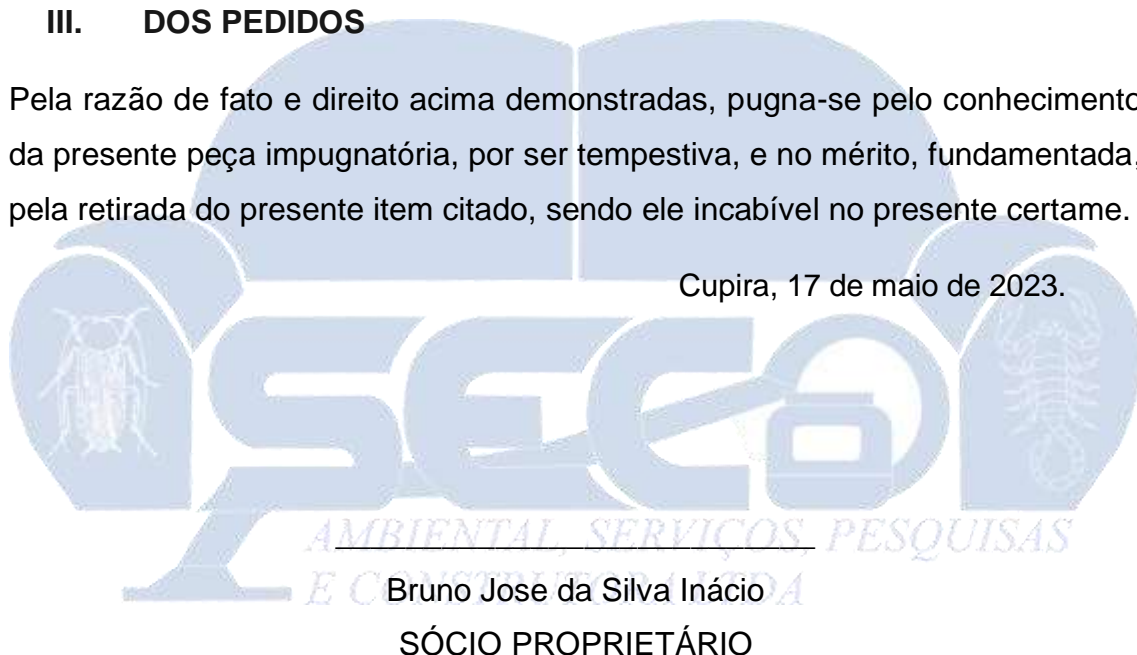 III. DOS PEDIDOS
Pela razão de fato e direito acima demonstradas, pugna-se pelo conhecimento
da presente peça impugnatória, por ser tempestiva, e no mérito, fundamentada,
pela retirada do presente item citado, sendo ele incabível no presente certame.
Cupira, 17 de maio de 2023.
AMBIENTAL, SERVIÇOS, PESQUISAS
E CONSTRUTORA LTDA
Bruno Jose da Silva Inácio
SÓCIO PROPRIETÁRIO